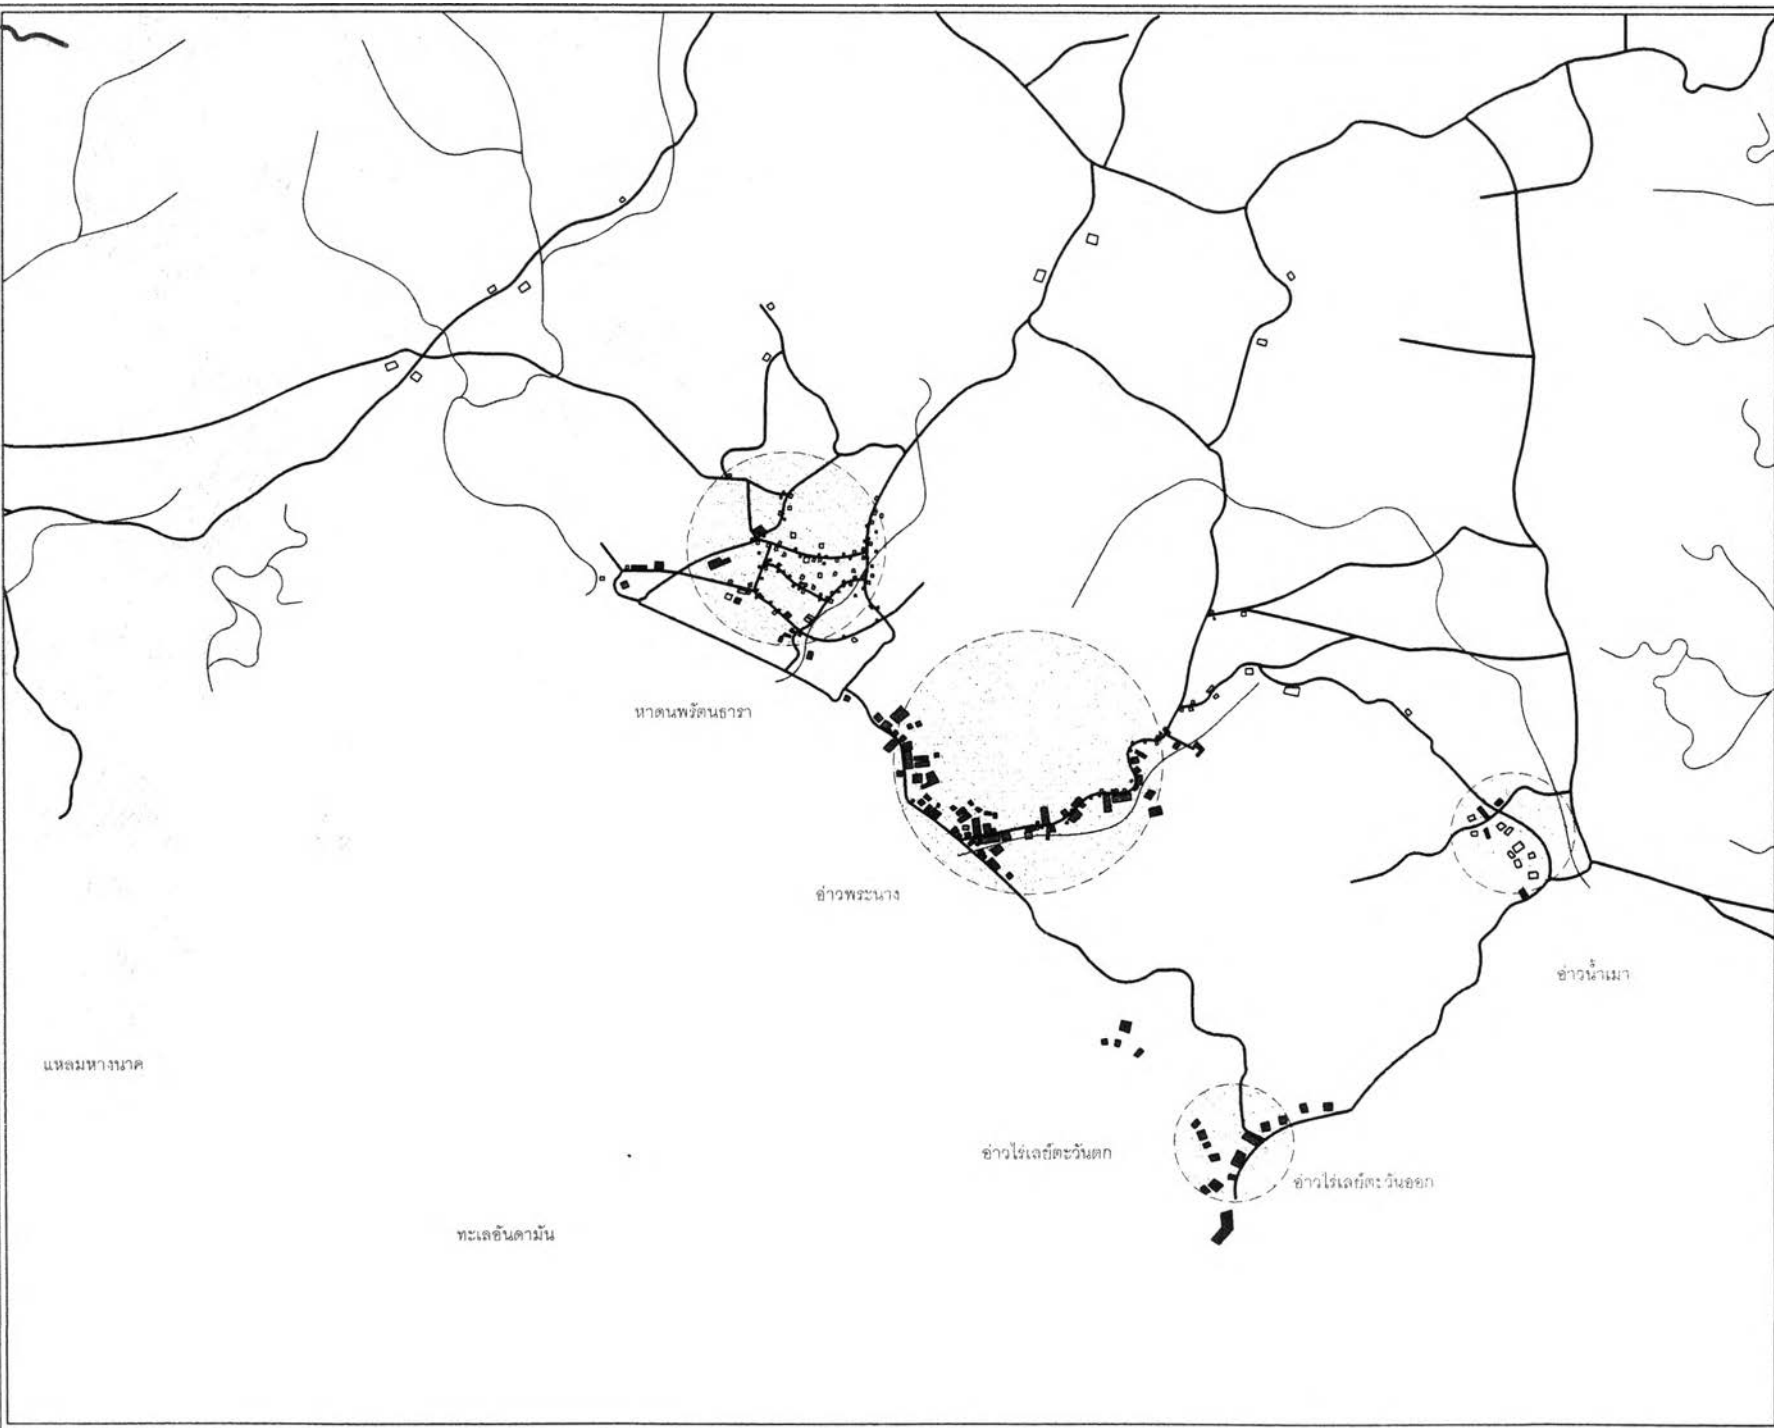 หาดนพรัตนธารา
อ่าวพระนาง
อ่าวน้ำเมา
แหลมหางนาค
อ่าวไร่เลย์ตะวันตก
อ่าวไร่เลย์ตะวันออก
ทะเลอันดามัน